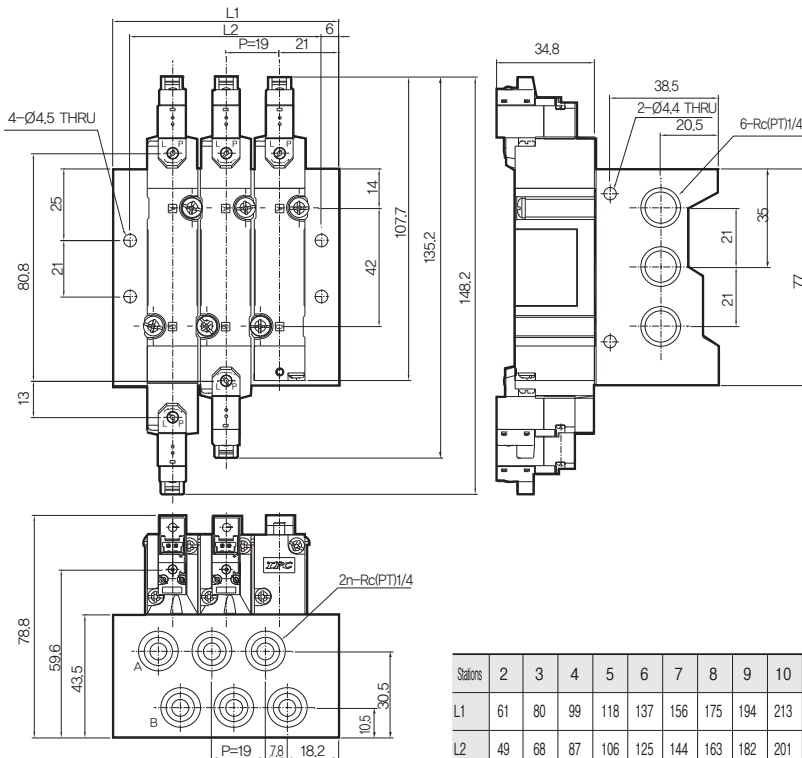 L1
L2
6
P=19
21
4-Ø4.5 THRU
L P
L P
L P
25
21
80.8
13
14
42
107.7
135.2
148.2
L P
L P
34.8
38.5
2-Ø4.4 THRU
20.5
6-Rc(PT)1/4
35
21
21
77
TPC
2n-Rc(PT)1/4
78.8
59.6
43.5
A
B
30.5
10.5
P=19
7.8
18.2
Stations 2 3 4 5 6 7 8 9 10
L1 61 80 99 118 137 156 175 194 213
L2 49 68 87 106 125 144 163 182 201